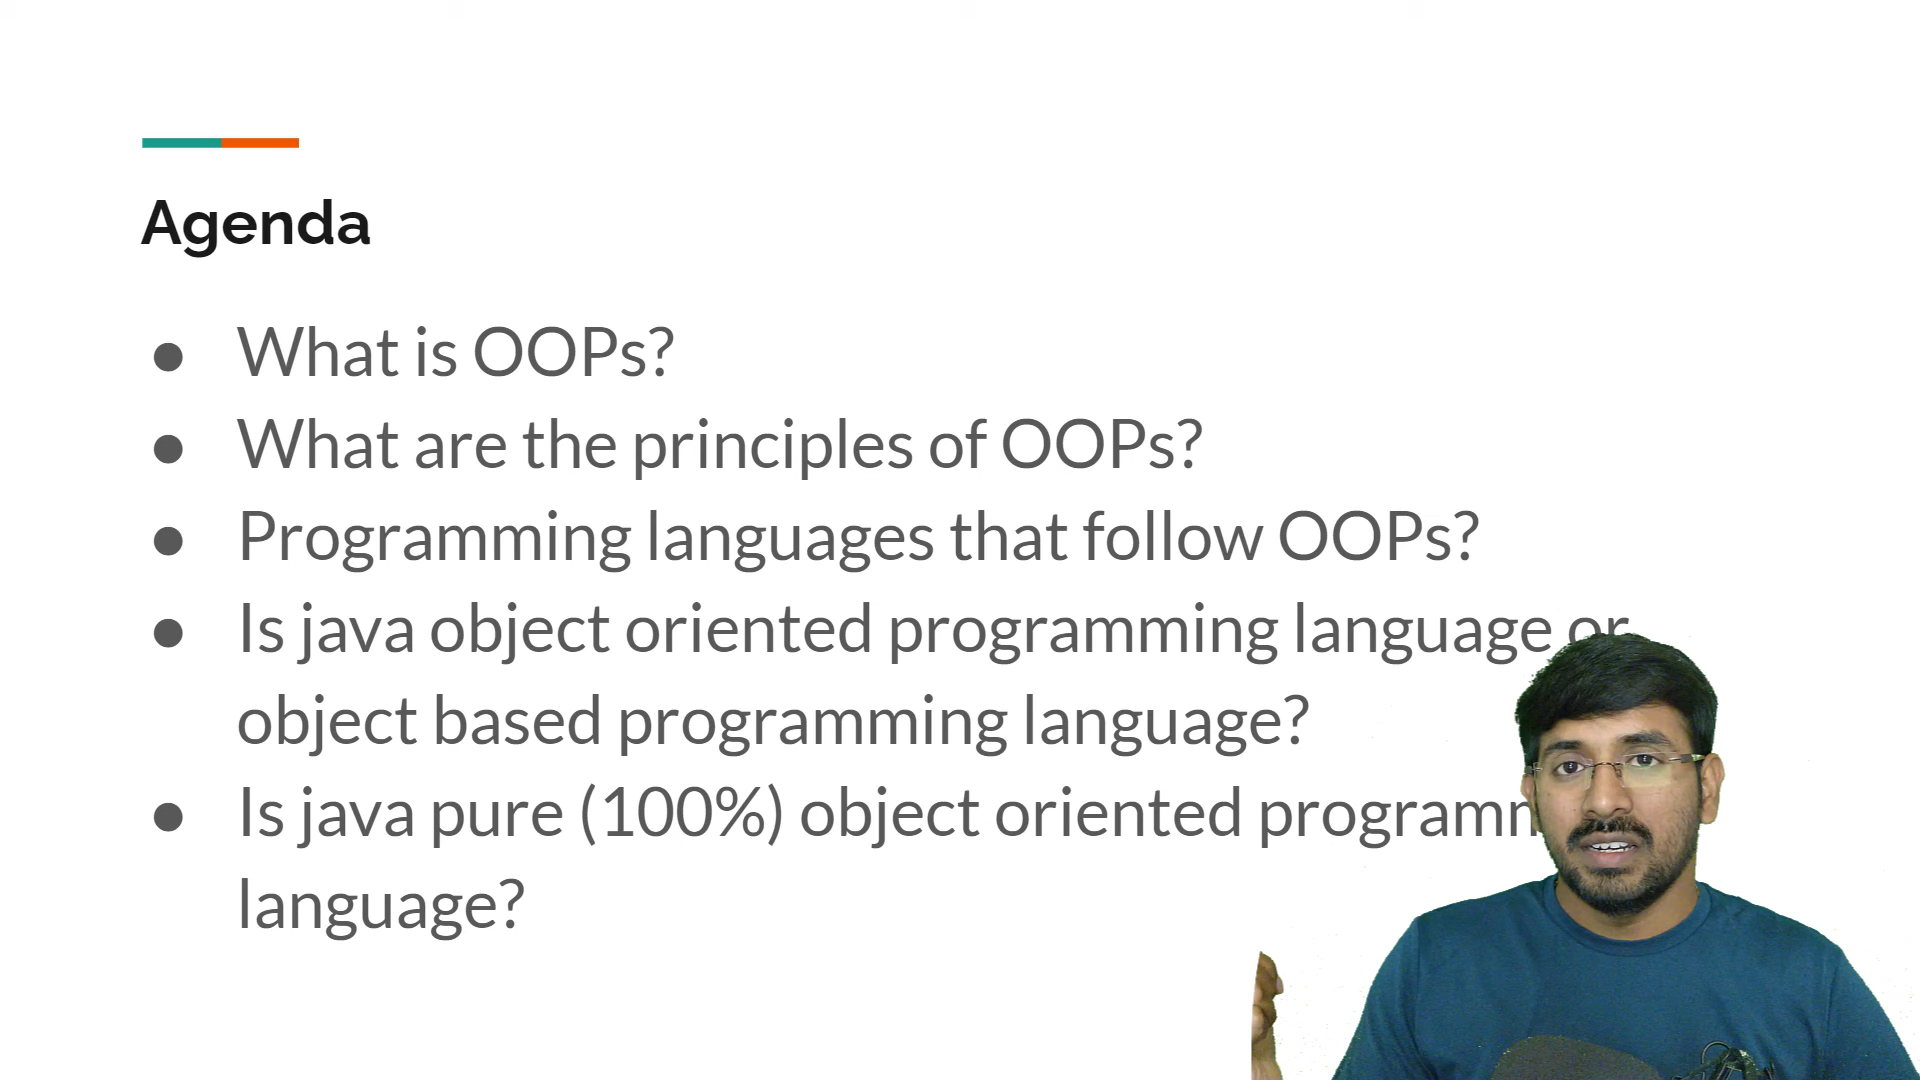 Agenda
● What is OOPs?
● What are the principles of OOPs?
● Programming languages that follow OOPs?
● Is java object oriented programming language or
object based programming language?
● Is java pure (100%) object oriented
language?